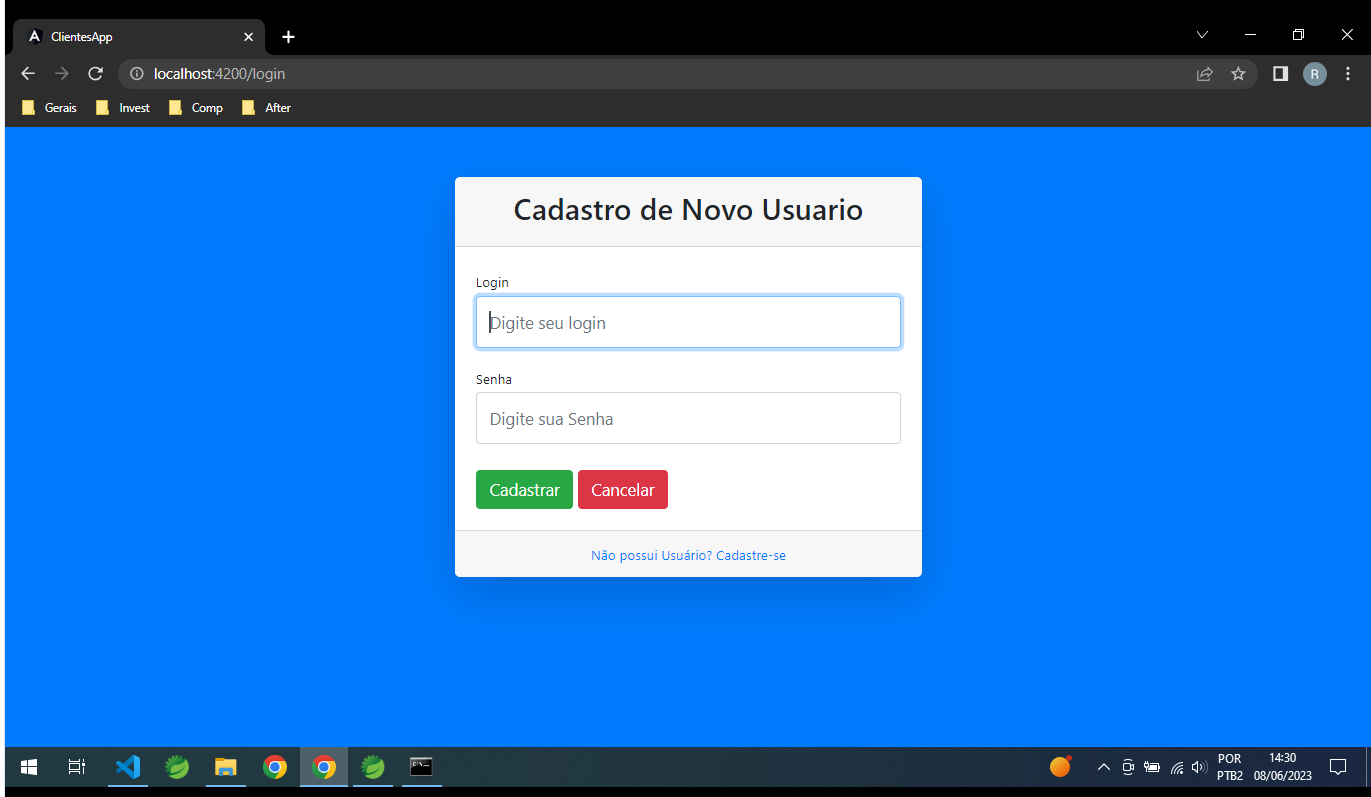 ClientesApp
localhost:4200/login
R
Gerais Invest Comp After
Cadastro de Novo Usuario
Login
Digite seu login
Senha
Digite sua Senha
Cadastrar Cancelar
Não possui Usuário? Cadastre-se
POR 14:30
PTB2 08/06/2023